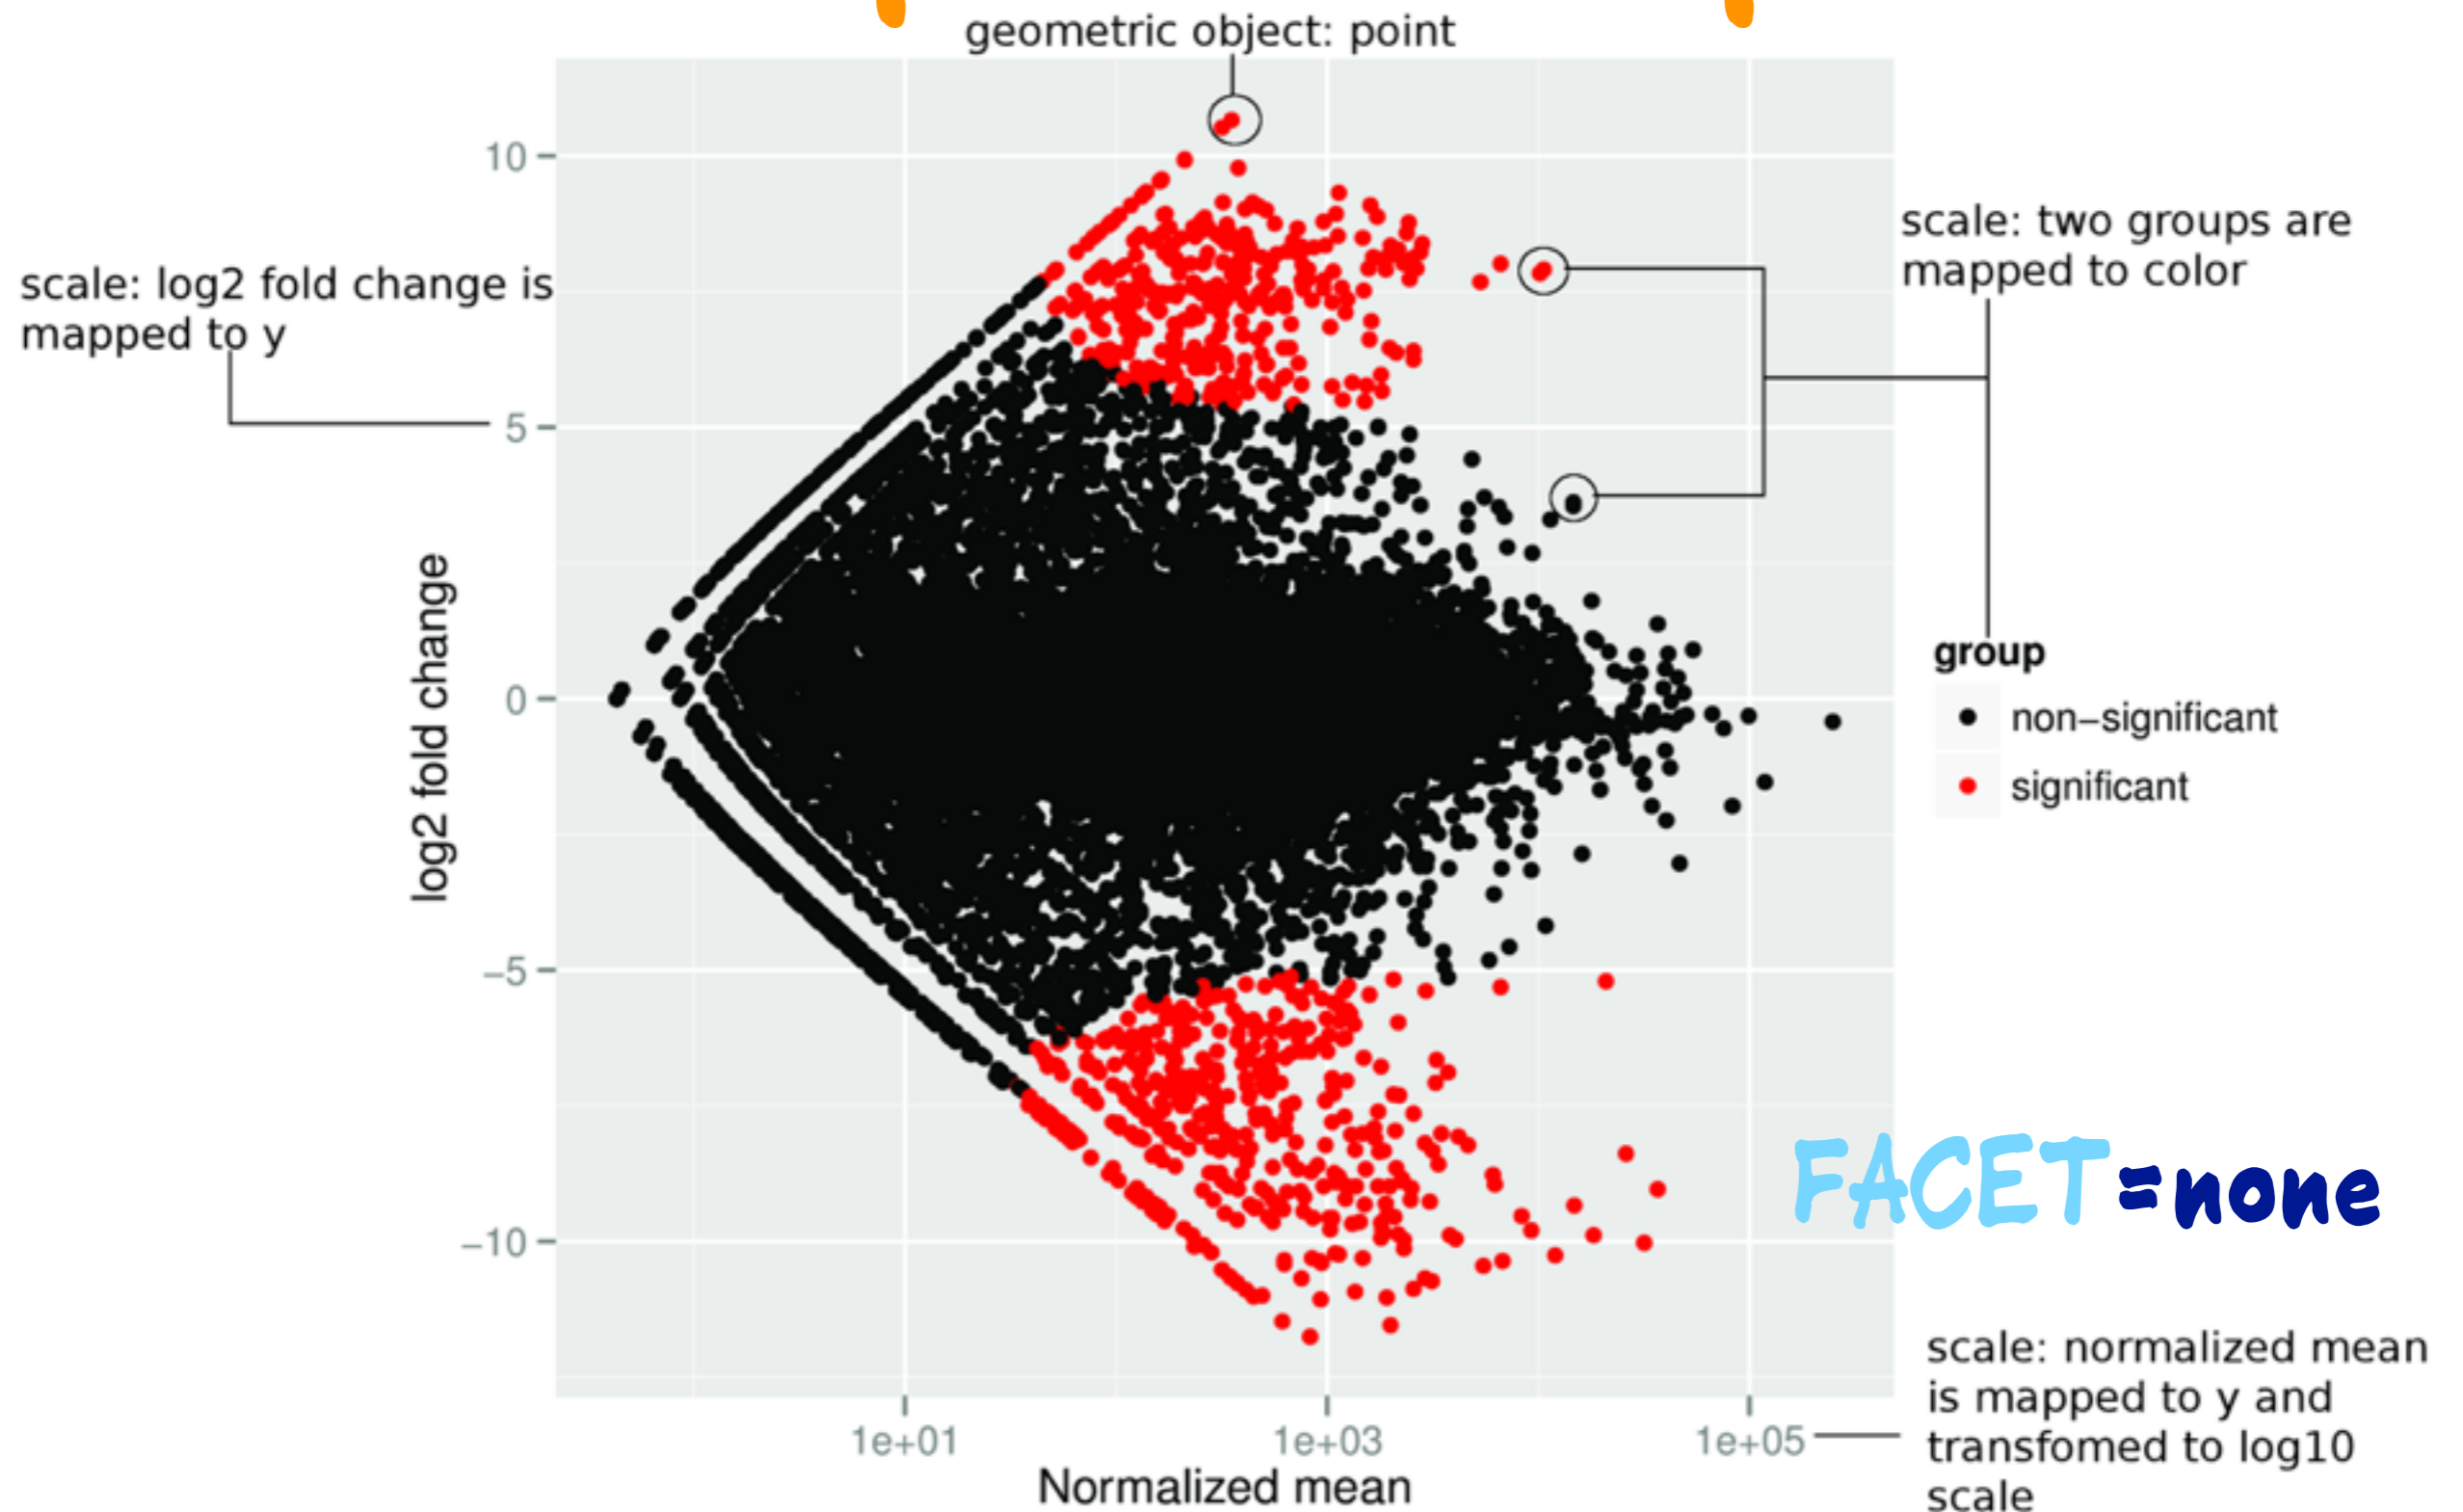 geometric object: point
10
scale: two groups are
mapped to color
scale: log2 fold change is
mapped to y
5
log2 fold change
0
group
non-significant
significant
-5
FACET=none
-10
scale: normalized mean
is mapped to y and
transfomed to log10
scale
1e+01
1e+03
1e+05
Normalized mean